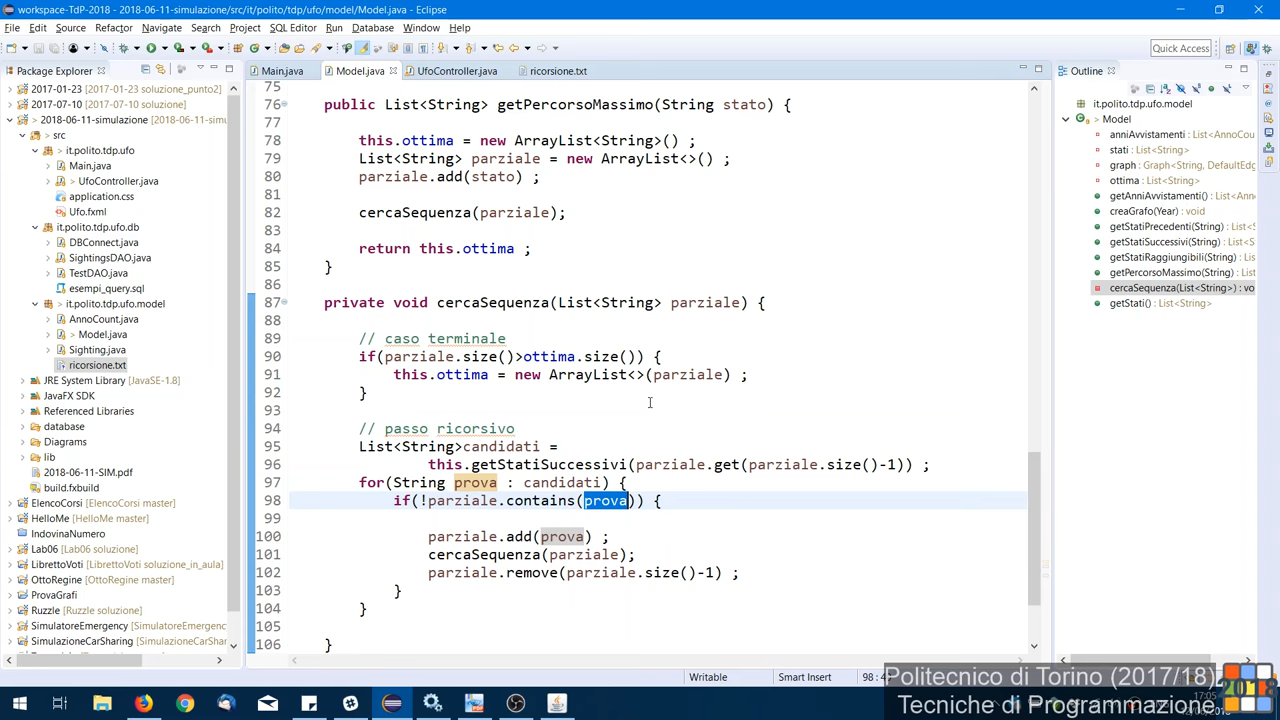 workspace-TdP-2018 - 2018-06-11-simulazione/src/it/polito/tdp/ufo/model/Model.java - Eclipse
File Edit Source Refactor Navigate Search Project SQL Editor Run Database Window Help
Quick Access
Package Explorer
Main.java
Model.java
UfoController.java
ricorsione.txt
Outline
2017-01-23 [2017-01-23 soluzione_punto2]
2017-07-10 [2017-07-10 soluzione]
2018-06-11-simulazione [2018-06-11-simu
src
it.polito.tdp.ufo
Main.java
> UfoController.java
application.css
Ufo.fxml
it.polito.tdp.ufo.db
DBConnect.java
SightingsDAO.java
TestDAO.java
esempi_query.sql
it.polito.tdp.ufo.model
AnnoCount.java
> Model.java
Sighting.java
ricorsione.txt
JRE System Library [JavaSE-1.8]
JavaFX SDK
Referenced Libraries
database
Diagrams
lib
2018-06-11-SIM.pdf
build.fxbuild
ElencoCorsi [HelloMe master]
HelloMe [HelloMe master]
IndovinaNumero
Lab06 [Lab06 soluzione]
LibrettoVoti [LibrettoVoti soluzione_in_aula]
OttoRegine [OttoRegine master]
ProvaGrafi
Ruzzle [Ruzzle soluzione]
SimulatoreEmergency [SimulatoreEmergency
SimulazioneCarSharing [SimulazioneCarSharing
75
76 public List<String> getPercorsoMassimo(String stato) {
77
78 this.ottima = new ArrayList<String>() ;
79 List<String> parziale = new ArrayList<>() ;
80 parziale.add(stato) ;
81
82 cercaSequenza(parziale);
83
84 return this.ottima ;
85 }
86
87 private void cercaSequenza(List<String> parziale) {
88
89 // caso terminale
90 if(parziale.size()>ottima.size()) {
91 this.ottima = new ArrayList<>(parziale) ;
92 }
93
94 // passo ricorsivo
95 List<String>candidati =
96 this.getStatiSuccessivi(parziale.get(parziale.size()-1)) ;
97 for(String prova : candidati) {
98 if(!parziale.contains(prova)) {
99
100 parziale.add(prova) ;
101 cercaSequenza(parziale);
102 parziale.remove(parziale.size()-1) ;
103 }
104 }
106 }
it.polito.tdp.ufo.model
Model
anniAvvistamenti : List<AnnoCou
stati : List<String>
graph : Graph<String, DefaultEdg
ottima : List<String>
getAnniAvvistamenti() : List<An
creaGrafo(Year) : void
getStatiPrecedenti(String) : List<
getStatiSuccessivi(String) : List<S
getStatiRaggiungibili(String) : List
getPercorsoMassimo(String) : List
cercaSequenza(List<String>) : vo
getStati() : List<String>
Writable
Smart Insert
98 : 4
Politecnico di Torino (2017/18)
Tecniche di Programmazione
2018
17:05